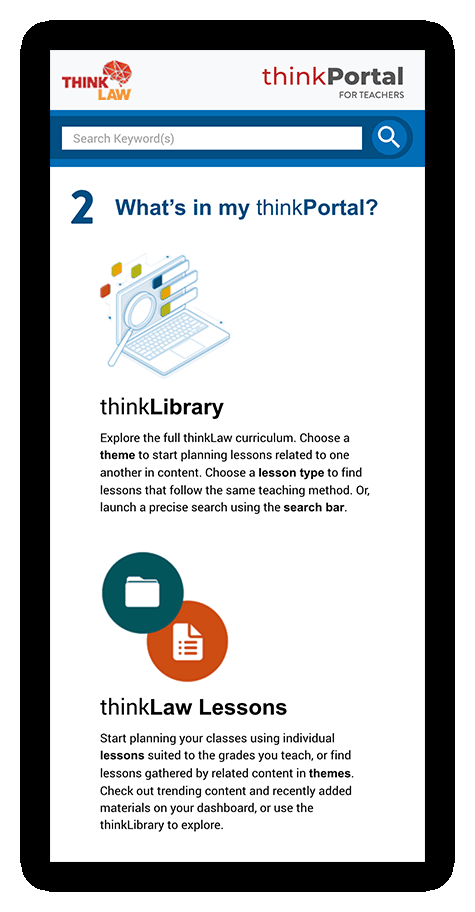 THINK
LAW
thinkPortal
FOR TEACHERS
Search Keyword(s)
2 What's in my thinkPortal?
thinkLibrary
Explore the full thinkLaw curriculum. Choose a
theme to start planning lessons related to one
another in content. Choose a lesson type to find
lessons that follow the same teaching method. Or,
launch a precise search using the search bar.
thinkLaw Lessons
Start planning your classes using individual
lessons suited to the grades you teach, or find
lessons gathered by related content in themes.
Check out trending content and recently added
materials on your dashboard, or use the
thinkLibrary to explore.